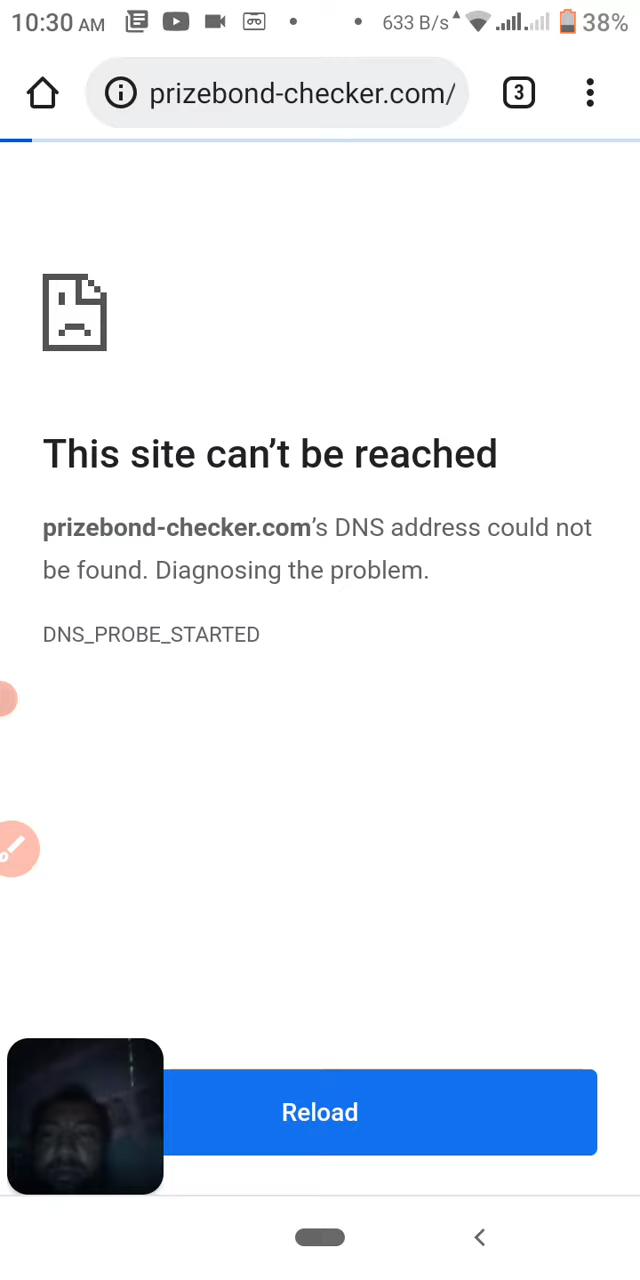 10:30 AM 633 B/s 38%
prizebond-checker.com/ 3
This site can’t be reached
prizebond-checker.com’s DNS address could not
be found. Diagnosing the problem.
DNS_PROBE_STARTED
Reload